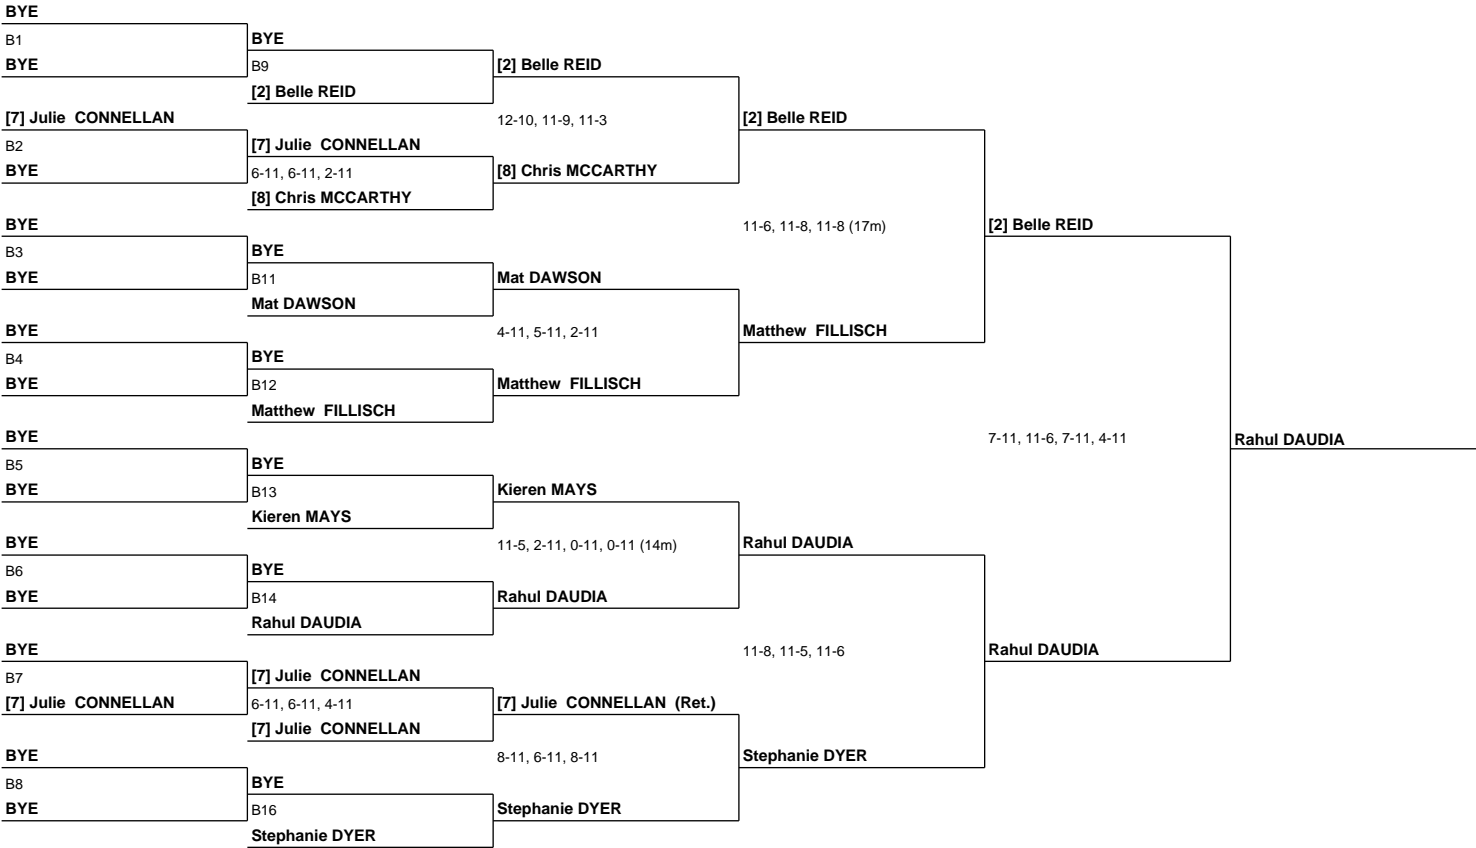 BYE
B1
BYE
[7] Julie  CONNELLAN
B2
BYE
BYE
B3
BYE
BYE
B4
BYE
BYE
B5
BYE
BYE
B6
BYE
BYE
B7
[7] Julie  CONNELLAN
BYE
B8
BYE
BYE
B9
[2] Belle REID
[7] Julie  CONNELLAN
6-11, 6-11, 2-11
[8] Chris MCCARTHY
BYE
B11
Mat DAWSON
BYE
B12
Matthew  FILLISCH
BYE
B13
Kieren MAYS
BYE
B14
Rahul DAUDIA
[7] Julie  CONNELLAN
6-11, 6-11, 4-11
[7] Julie  CONNELLAN
BYE
B16
Stephanie DYER
[2] Belle REID
12-10, 11-9, 11-3
[8] Chris MCCARTHY
Mat DAWSON
4-11, 5-11, 2-11
Matthew  FILLISCH
Kieren MAYS
11-5, 2-11, 0-11, 0-11 (14m)
Rahul DAUDIA
[7] Julie  CONNELLAN  (Ret.)
8-11, 6-11, 8-11
Stephanie DYER
[2] Belle REID
11-6, 11-8, 11-8 (17m)
Matthew  FILLISCH
Rahul DAUDIA
11-8, 11-5, 11-6
Stephanie DYER
[2] Belle REID
7-11, 11-6, 7-11, 4-11
Rahul DAUDIA
Rahul DAUDIA